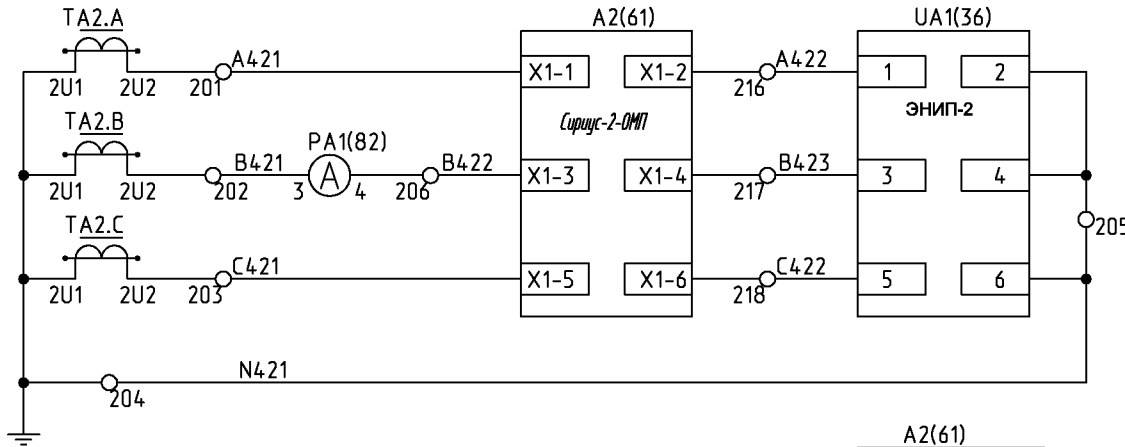 TA2.A A2(61) UA1(36)
A421 A422
2U1 2U2 201 X1-1 X1-2 216 1 2
Сириус-2-ОМП ЭНИП-2
TA2.B PA1(82)
B421 B422 B423
2U1 2U2 202 3 A 4 206 X1-3 X1-4 217 3 4
205
TA2.C
C421 C422
2U1 2U2 203 X1-5 X1-6 218 5 6
N421
204
A2(61)